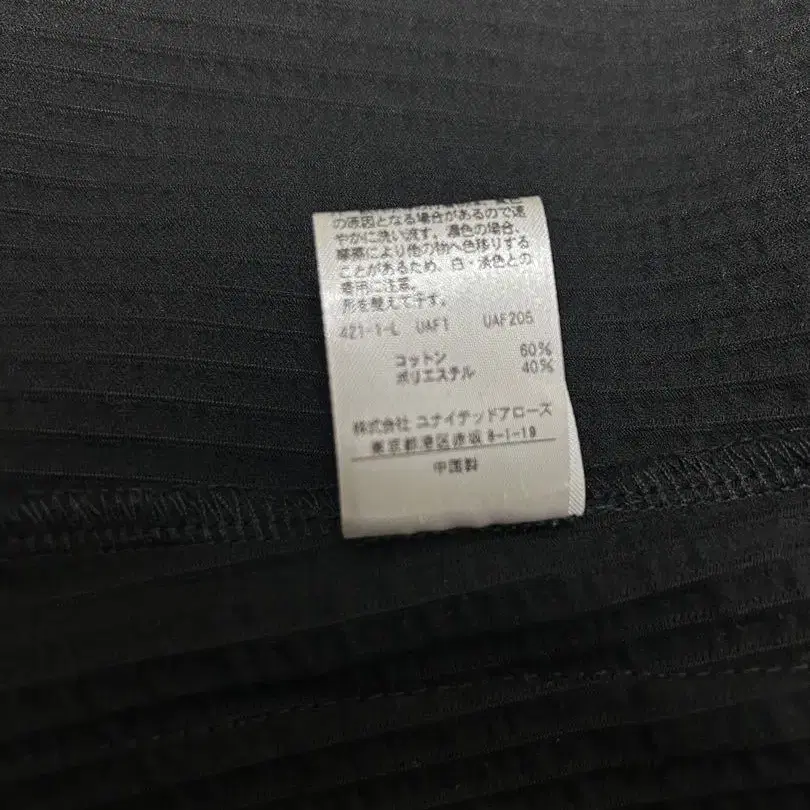 の原因となる場合があるので速
やかに洗い流す。濃色の場合、
摩擦により他の物へ色移りする
ことがあるため、白・淡色との
着用に注意。
形を整えて干す。
421-1-L UAF1 UAF205
コットン 60%
ポリエステル 40%
株式会社 ユナイテッドアローズ
東京都港区赤坂 8-1-19
中国製